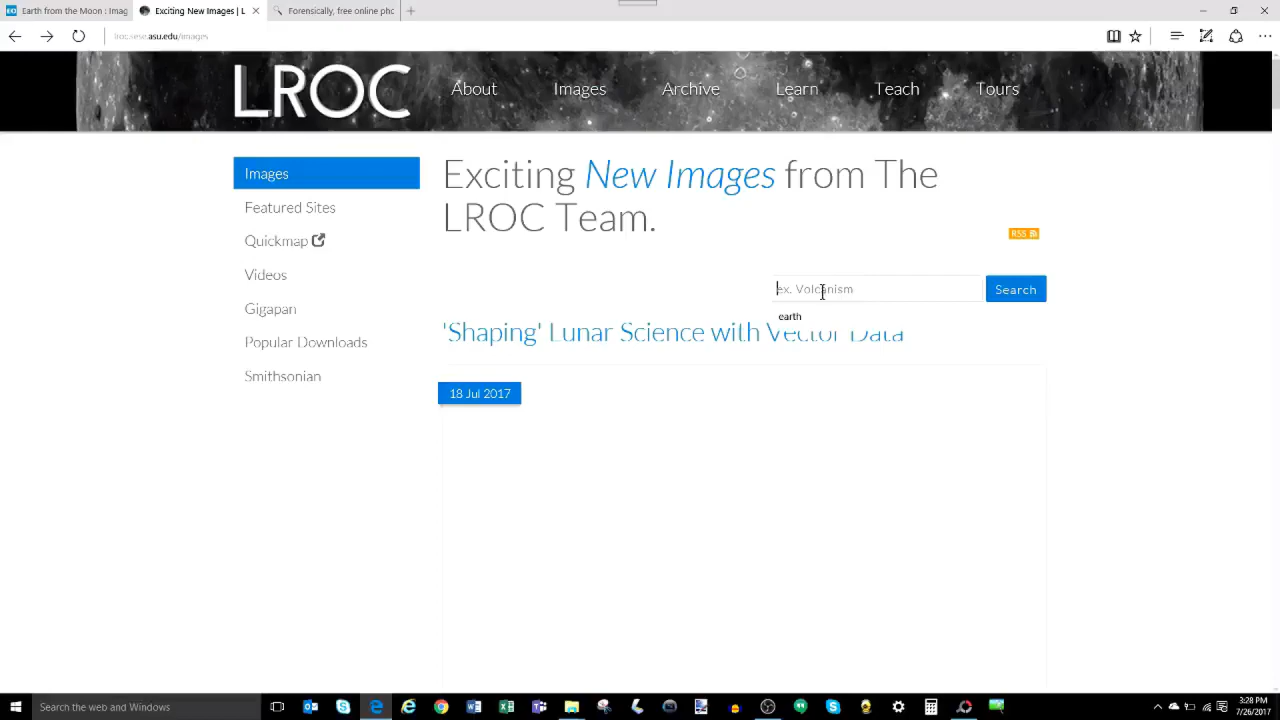 Earth from the Moon : Imag
Exciting New Images | L
Forensically, free online pho
lroc.sese.asu.edu/images
LROC
About
Images
Archive
Learn
Teach
Tours
Images
Featured Sites
Quickmap
Videos
Gigapan
Popular Downloads
Smithsonian
Exciting New Images from The
LROC Team.
RSS
ex. Volcanism
Search
earth
'Shaping' Lunar Science with Vector Data
18 Jul 2017
Search the web and Windows
3:28 PM
7/26/2017